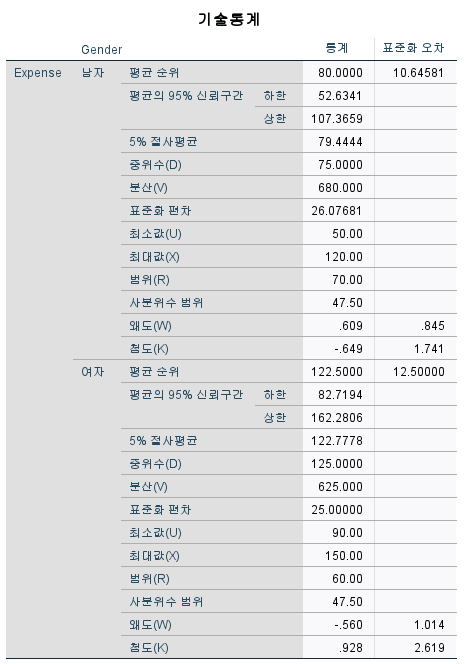 기술통계
Gender 통계 표준화 오차
Expense 남자 평균 순위 80.0000 10.64581
평균의 95% 신뢰구간 하한 52.6341
상한 107.3659
5% 절사평균 79.4444
중위수(D) 75.0000
분산(V) 680.000
표준화 편차 26.07681
최소값(U) 50.00
최대값(X) 120.00
범위(R) 70.00
사분위수 범위 47.50
왜도(W) .609 .845
첨도(K) -.649 1.741
여자 평균 순위 122.5000 12.50000
평균의 95% 신뢰구간 하한 82.7194
상한 162.2806
5% 절사평균 122.7778
중위수(D) 125.0000
분산(V) 625.000
표준화 편차 25.00000
최소값(U) 90.00
최대값(X) 150.00
범위(R) 60.00
사분위수 범위 47.50
왜도(W) -.560 1.014
첨도(K) .928 2.619